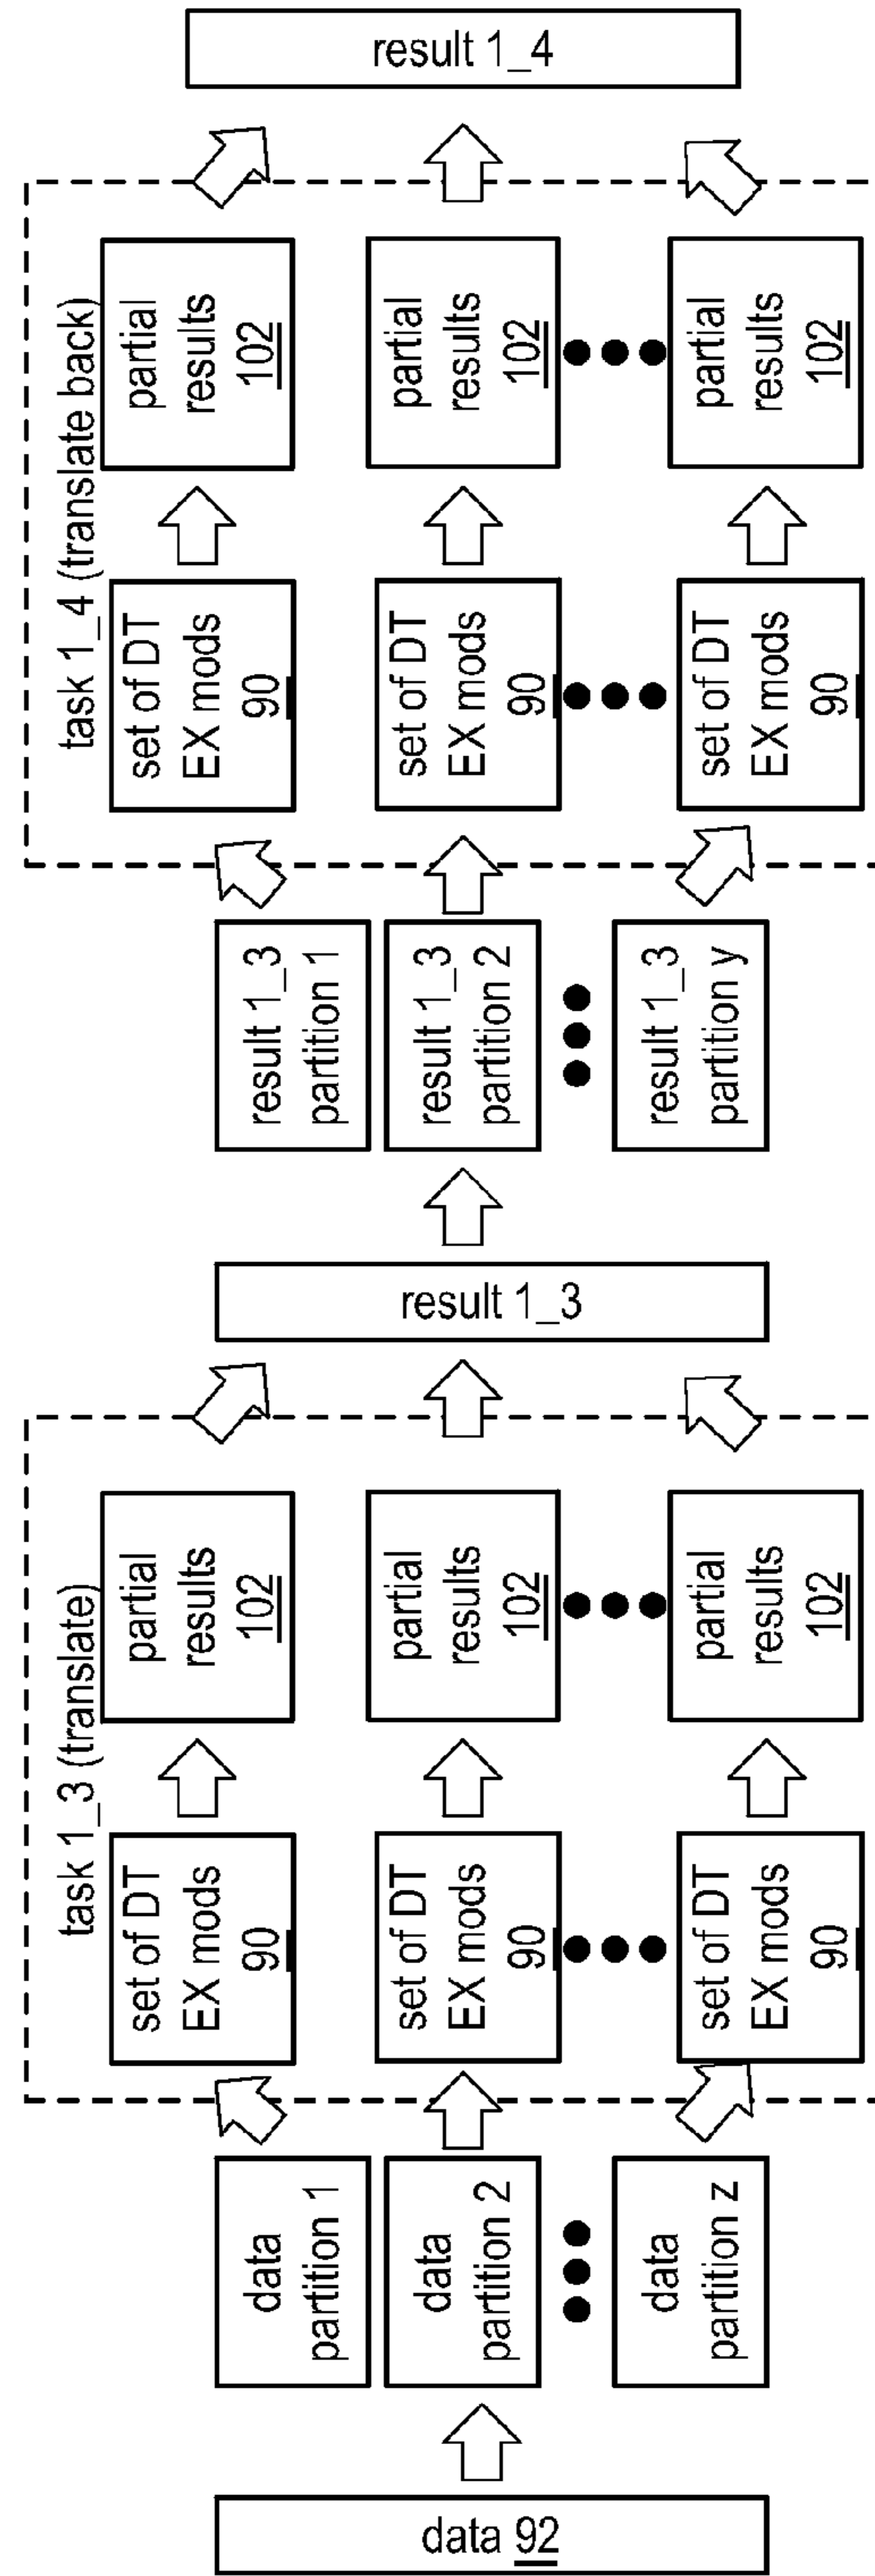 data 92
data
partition 1
data
partition 2
data
partition z
task 1_3 (translate)
set of DT
EX mods
90
partial
results
102
set of DT
EX mods
90
partial
results
102
set of DT
EX mods
90
partial
results
102
result 1_3
result 1_3
partition 1
result 1_3
partition 2
result 1_3
partition y
task 1_4 (translate back)
set of DT
EX mods
90
partial
results
102
set of DT
EX mods
90
partial
results
102
set of DT
EX mods
90
partial
results
102
result 1_4